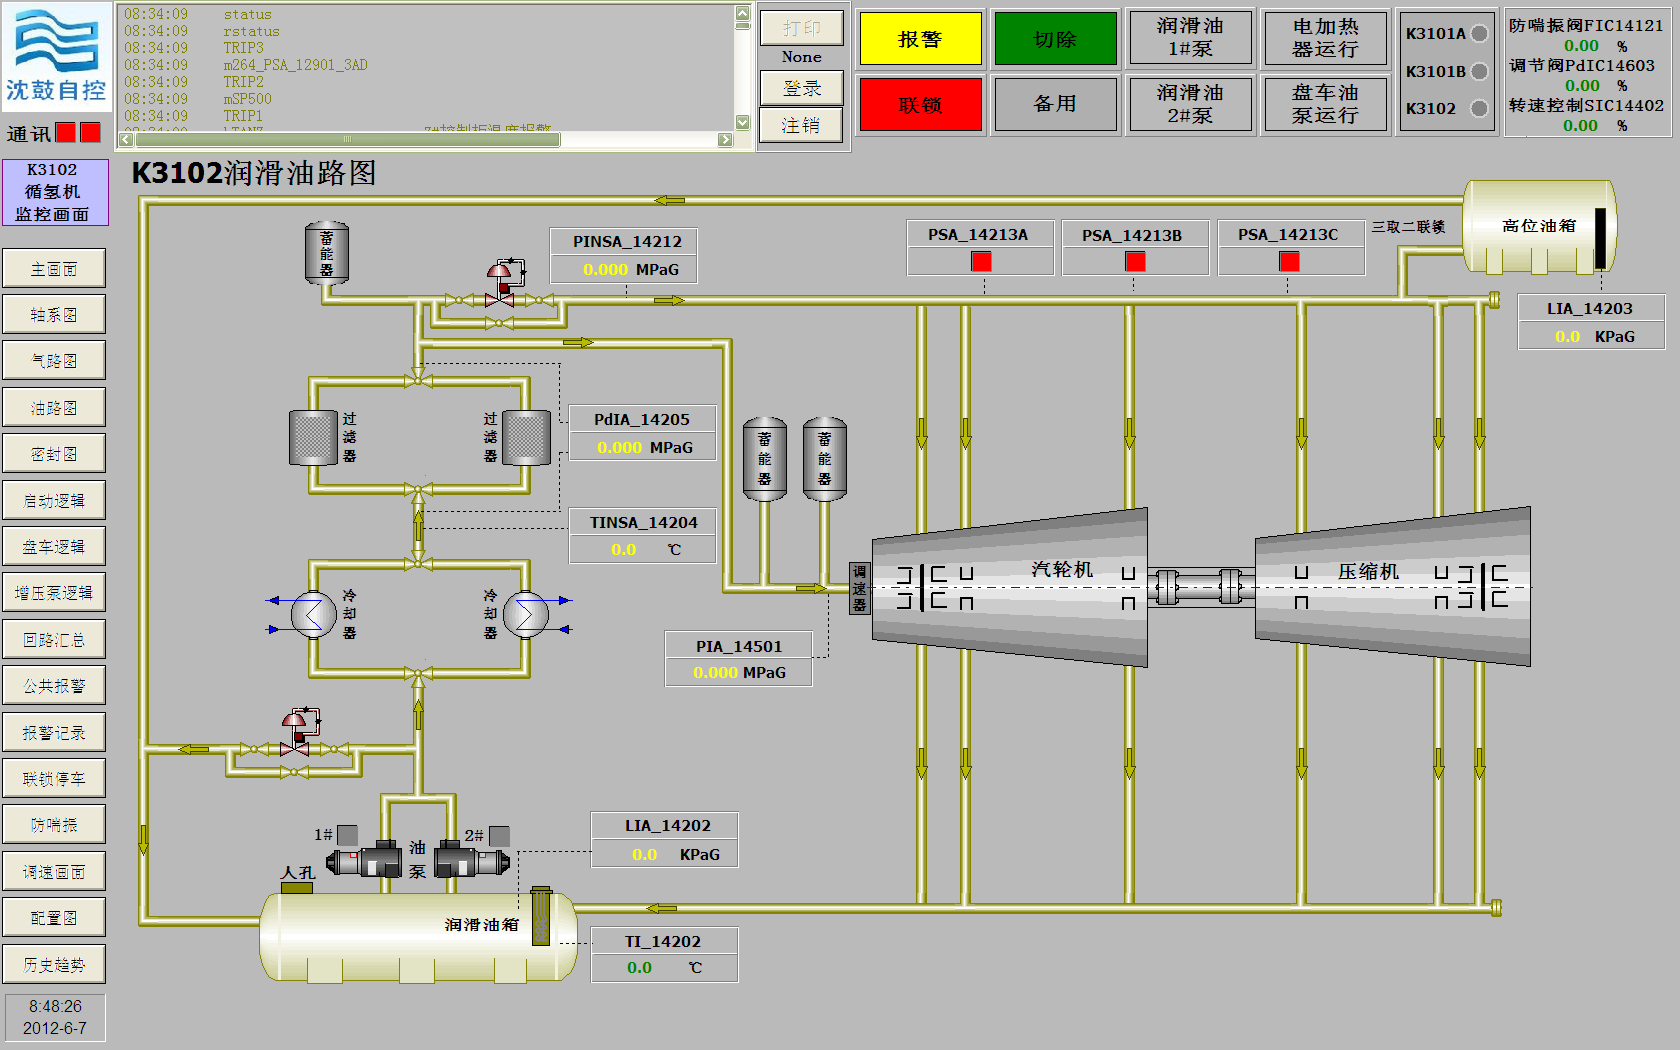 沈鼓自控
通讯
K3102
循氢机
监控画面
08:34:09 status
08:34:09 rstatus
08:34:09 TRIP3
08:34:09 m264_PSA_12901_3AD
08:34:09 TRIP2
08:34:09 mSP500
08:34:09 TRIP1
打印
None
登录
注销
报警
切除
润滑油
1#泵
电加热
器运行
联锁
备用
润滑油
2#泵
盘车油
泵运行
K3101A
K3101B
K3102
防喘振阀FIC14121
0.00 %
调节阀PdIC14603
0.00 %
转速控制SIC14402
0.00 %
K3102润滑油路图
主画面
轴系图
气路图
油路图
密封图
启动逻辑
盘车逻辑
增压泵逻辑
回路汇总
公共报警
报警记录
联锁停车
防喘振
调速画面
配置图
历史趋势
8:48:26
2012-6-7
蓄能器
PINSA_14212
0.000 MPaG
PSA_14213A
PSA_14213B
PSA_14213C
三取二联锁
高位油箱
LIA_14203
0.0 KPaG
过滤器
过滤器
PdIA_14205
0.000 MPaG
蓄能器
蓄能器
TINSA_14204
0.0 ℃
冷却器
冷却器
调速器
汽轮机
压缩机
PIA_14501
0.000 MPaG
1#
油泵
2#
人孔
LIA_14202
0.0 KPaG
润滑油箱
TI_14202
0.0 ℃